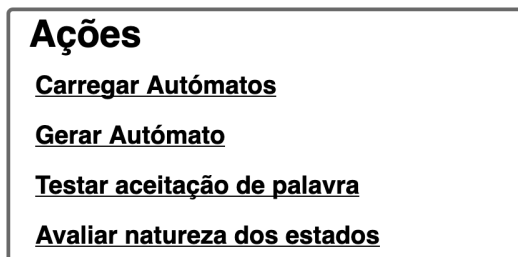 Ações
Carregar Autómatos
Gerar Autómato
Testar aceitação de palavra
Avaliar natureza dos estados